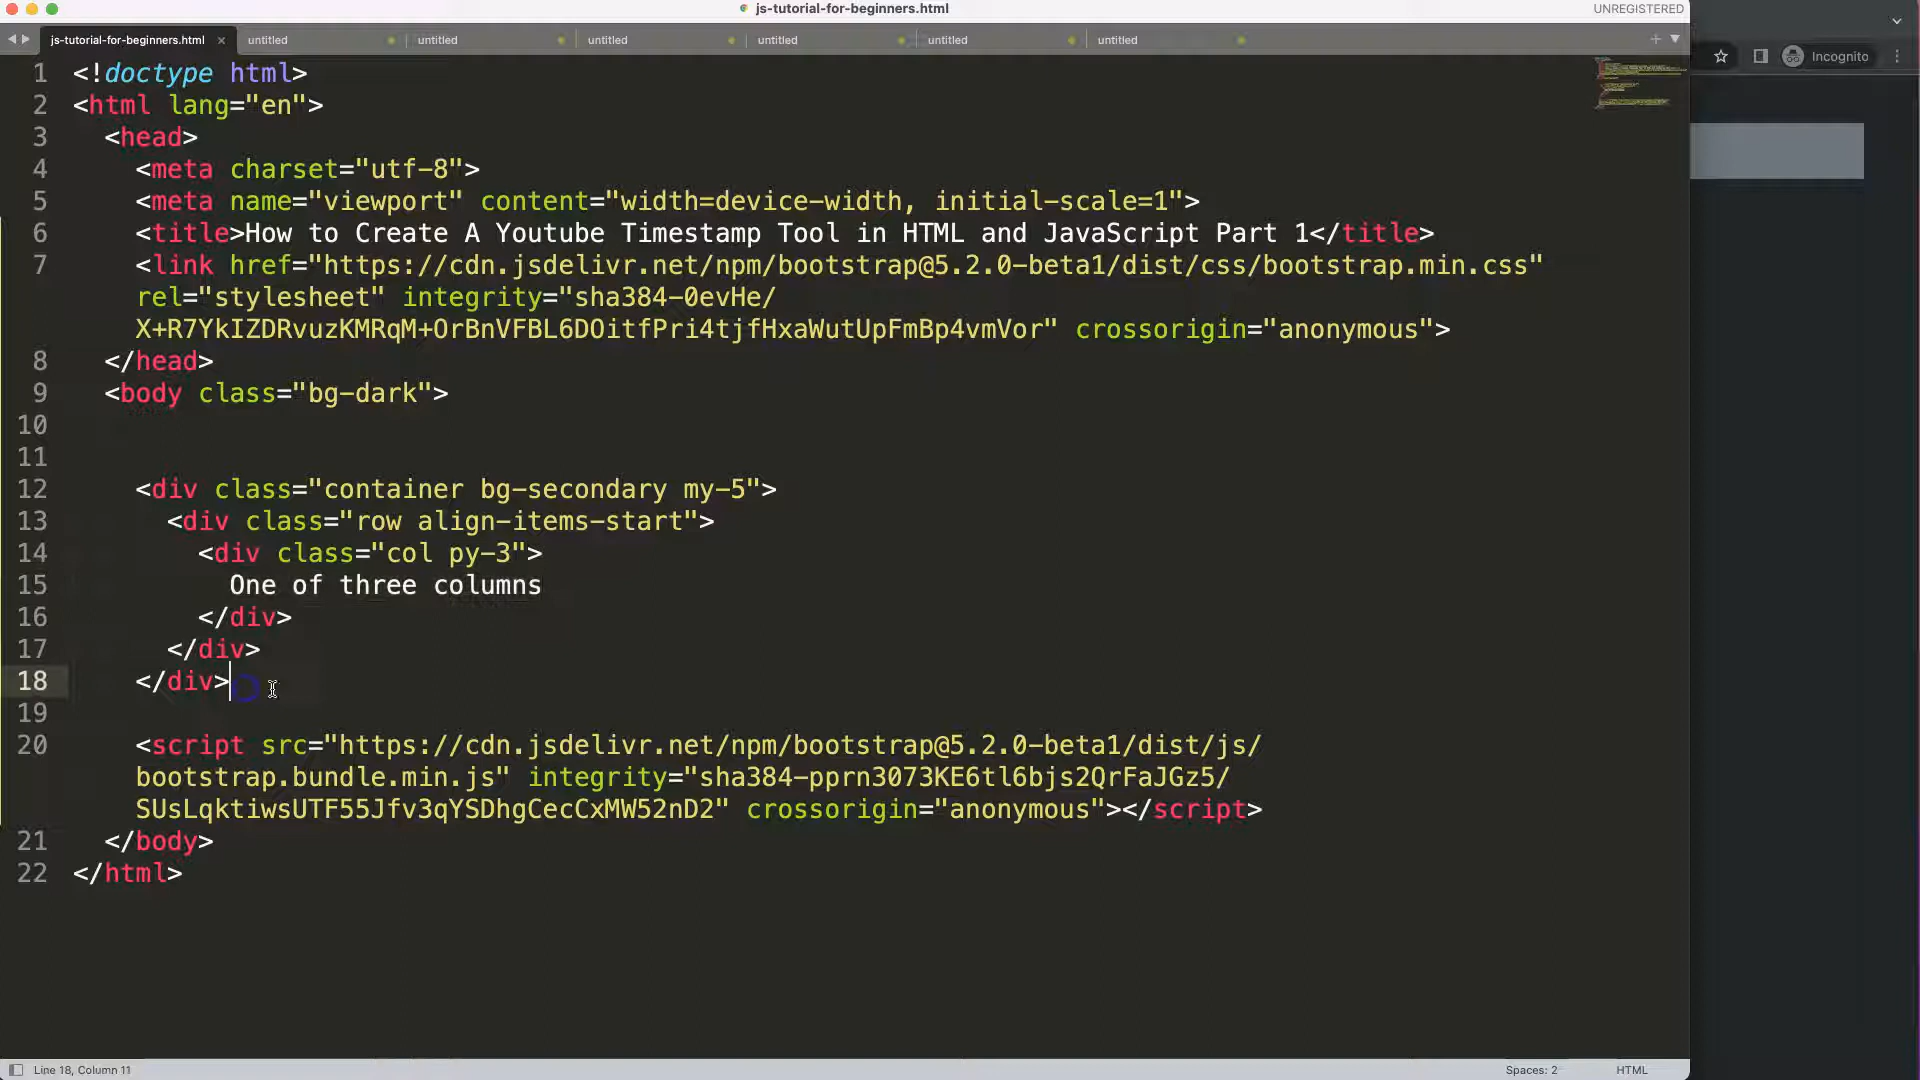 js-tutorial-for-beginners.html
UNREGISTERED
js-tutorial-for-beginners.html × untitled untitled untitled untitled untitled untitled
Incognito
1 <!doctype html>
2 <html lang="en">
3 <head>
4 <meta charset="utf-8">
5 <meta name="viewport" content="width=device-width, initial-scale=1">
6 <title>How to Create A Youtube Timestamp Tool in HTML and JavaScript Part 1</title>
7 <link href="https://cdn.jsdelivr.net/npm/bootstrap@5.2.0-beta1/dist/css/bootstrap.min.css"
rel="stylesheet" integrity="sha384-0evHe/
X+R7YkIZDRvuzKMRqM+OrBnVFBL6DOitfPri4tjfHxaWutUpFmBp4vmVor" crossorigin="anonymous">
8 </head>
9 <body class="bg-dark">
10
11
12 <div class="container bg-secondary my-5">
13 <div class="row align-items-start">
14 <div class="col py-3">
15 One of three columns
16 </div>
17 </div>
18 </div>
19
20 <script src="https://cdn.jsdelivr.net/npm/bootstrap@5.2.0-beta1/dist/js/
bootstrap.bundle.min.js" integrity="sha384-pprn3073KE6tl6bjs2QrFaJGz5/
SUsLqktiwsUTF55Jfv3qYSDhgCecCxMW52nD2" crossorigin="anonymous"></script>
21 </body>
22 </html>
Line 18, Column 11
Spaces: 2
HTML